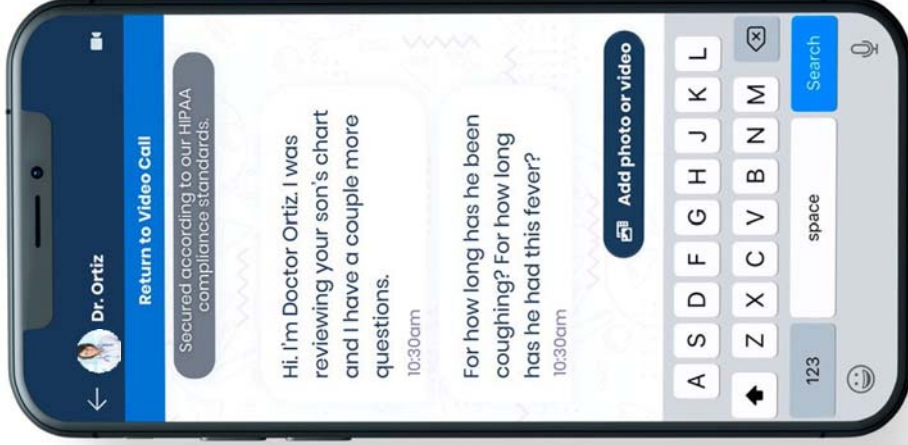 Dr. Ortiz
Return to Video Call
Secured according to our HIPAA
compliance standards.
Hi. I'm Doctor Ortiz. I was
reviewing your son's chart
and I have a couple more
questions.
10:30am
For how long has he been
coughing? For how long
has he had this fever?
10:30am
Add photo or video
A S D F G H J K L
Z X C V B N M
123 space Search